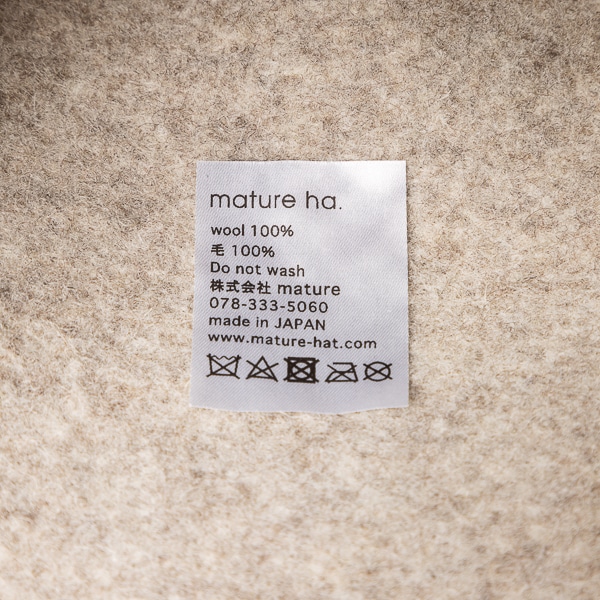 mature ha.
wool 100%
毛 100%
Do not wash
株式会社 mature
078-333-5060
made in JAPAN
www.mature-hat.com